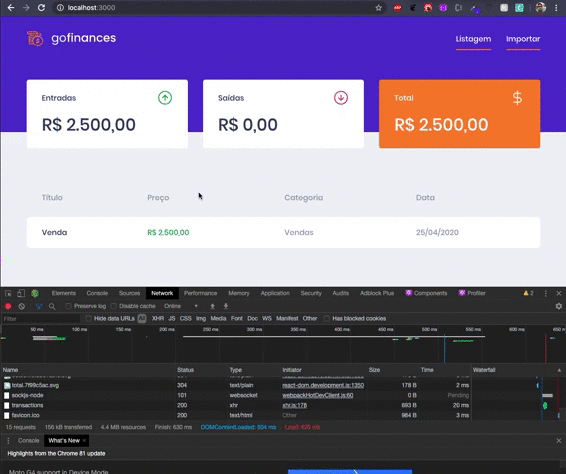 localhost:3000
gofinances
Listagem Importar
Entradas
R$ 2.500,00
Saídas
R$ 0,00
Total
R$ 2.500,00
Título Preço Categoria Data
Venda R$ 2.500,00 Vendas 25/04/2020
Elements Console Sources Network Performance Memory Application Security Audits Adblock Plus Components Profiler 2
Preserve log Disable cache Online
Filter Hide data URLs All XHR JS CSS Img Media Font Doc WS Manifest Other Has blocked cookies
50 ms 100 ms 150 ms 200 ms 250 ms 300 ms 350 ms 400 ms 450 ms 500 ms 550 ms 600 ms
Name Status Type Initiator Size Time Waterfall
total.7f99c5ac.svg 304 text/plain react-dom.development.js:1350 178 B 2 ms
sockjs-node 101 websocket webpackHotDevClient.js:60 0 B Pending
transactions 200 xhr xhr.js:178 693 B 20 ms
favicon.ico 200 text/html Other 984 B 3 ms
15 requests 156 kB transferred 4.4 MB resources Finish: 630 ms DOMContentLoaded: 504 ms
Console What's New
Highlights from the Chrome 81 update
Moto G4 support in Device Mode